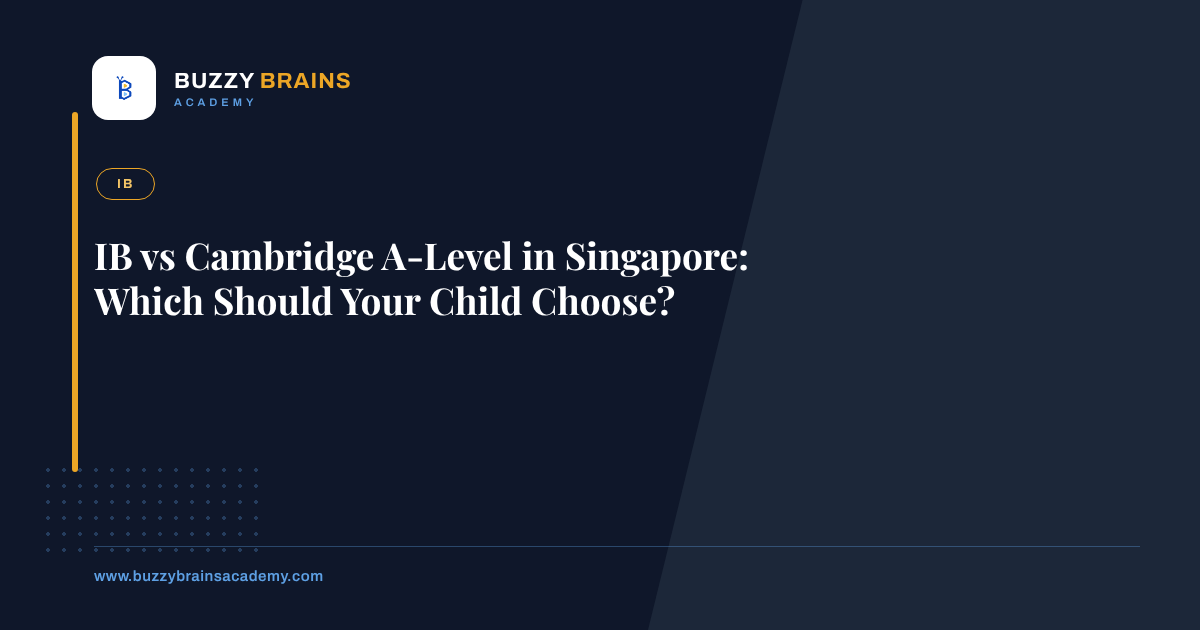 BUZZY BRAINS
ACADEMY
IB
IB vs Cambridge A-Level in Singapore:
Which Should Your Child Choose?
www.buzzybrainsacademy.com